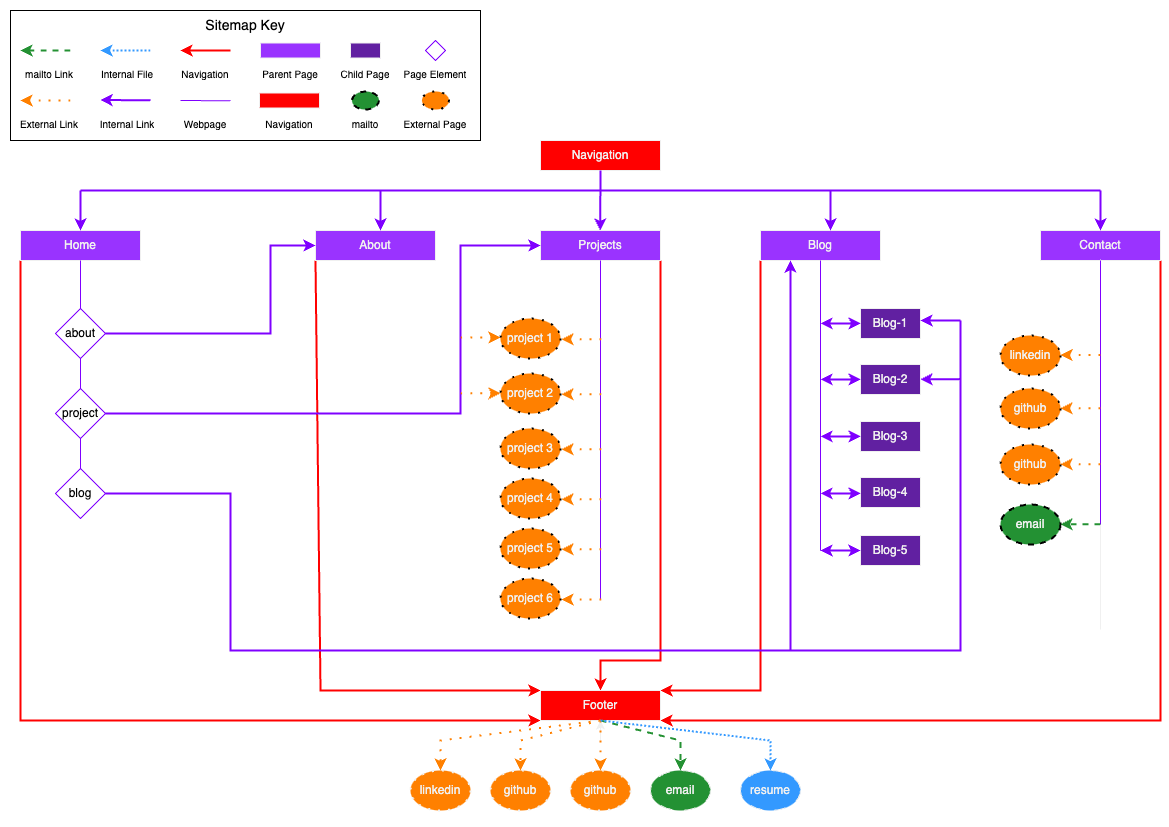 Sitemap Key
mailto Link
Internal File
Navigation
Parent Page
Child Page
Page Element
External Link
Internal Link
Webpage
Navigation
mailto
External Page
Navigation
Home
About
Projects
Blog
Contact
about
project
blog
project 1
project 2
project 3
project 4
project 5
project 6
Blog-1
Blog-2
Blog-3
Blog-4
Blog-5
linkedin
github
github
email
Footer
linkedin
github
github
email
resume